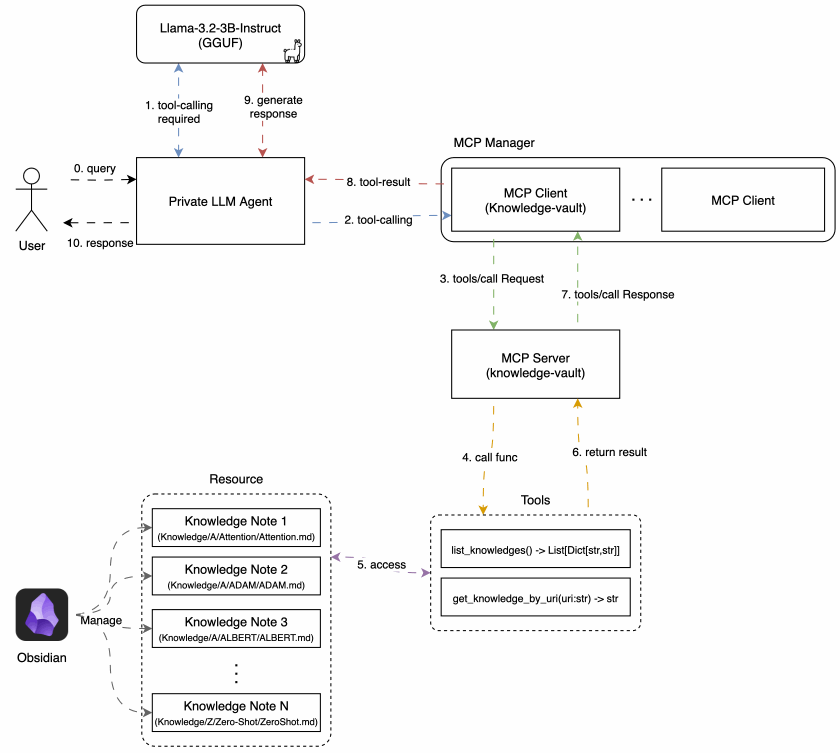 Llama-3.2-3B-Instruct
(GGUF)
1. tool-calling
required
9. generate
response
MCP Manager
0. query
Private LLM Agent
8. tool-result
MCP Client
(Knowledge-vault)
. . .
MCP Client
2. tool-calling
User
10. response
3. tools/call Request
7. tools/call Response
MCP Server
(knowledge-vault)
4. call func
6. return result
Resource
Tools
Knowledge Note 1
(Knowledge/A/Attention/Attention.md)
list_knowledges() -> List[Dict[str,str]]
5. access
Knowledge Note 2
(Knowledge/A/ADAM/ADAM.md)
get_knowledge_by_uri(uri:str) -> str
Manage
Knowledge Note 3
(Knowledge/A/ALBERT/ALBERT.md)
Obsidian
Knowledge Note N
(Knowledge/Z/Zero-Shot/ZeroShot.md)